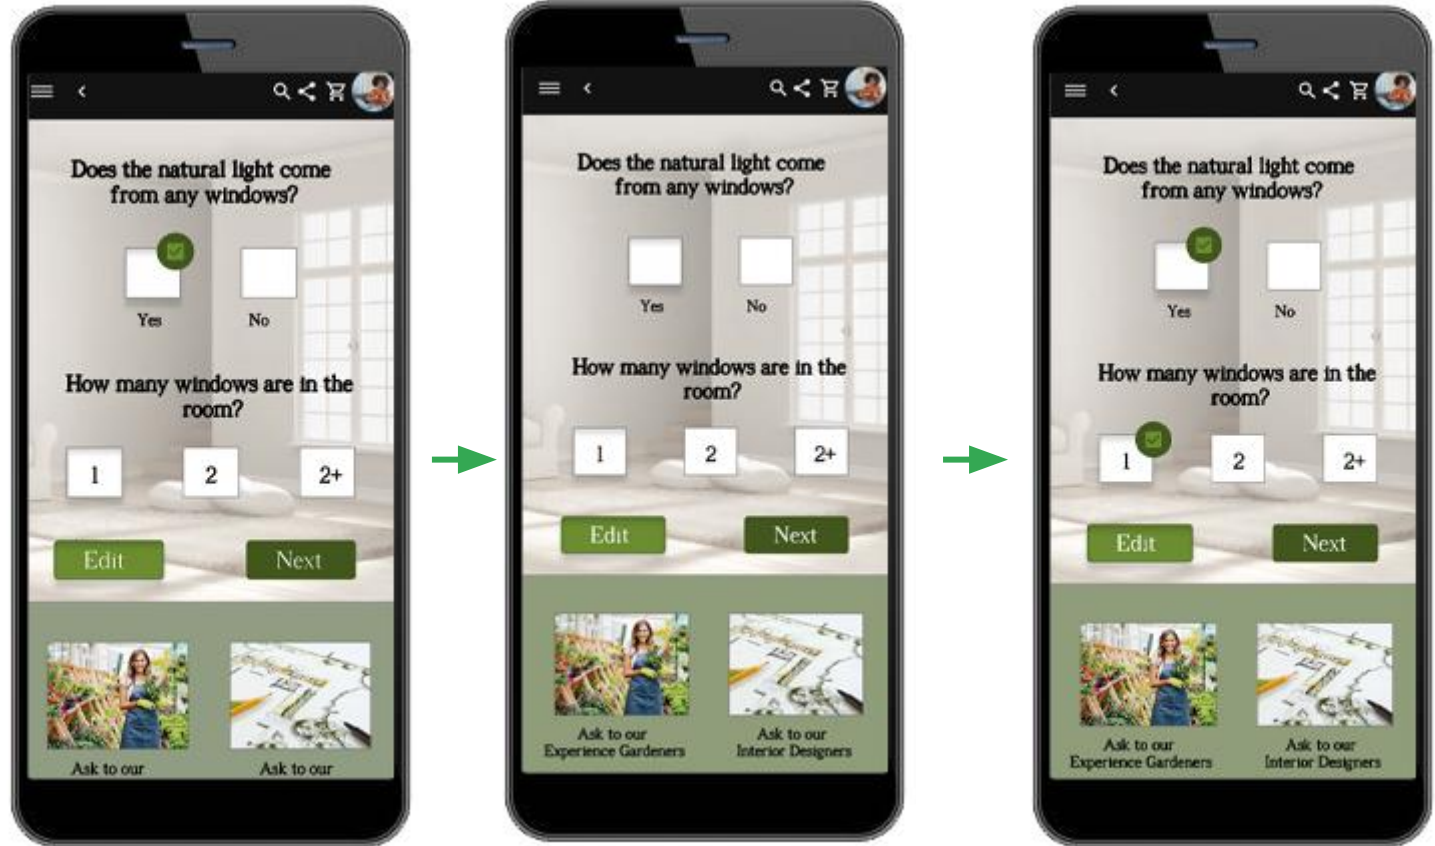 Does the natural light come
from any windows?
Yes
No
How many windows are in the
room?
1
2
2+
Edit
Next
Ask to our
Ask to our
Does the natural light come
from any windows?
Yes
No
How many windows are in the
room?
1
2
2+
Edit
Next
Ask to our
Experience Gardeners
Ask to our
Interior Designers
Does the natural light come
from any windows?
Yes
No
How many windows are in the
room?
1
2
2+
Edit
Next
Ask to our
Experience Gardeners
Ask to our
Interior Designers